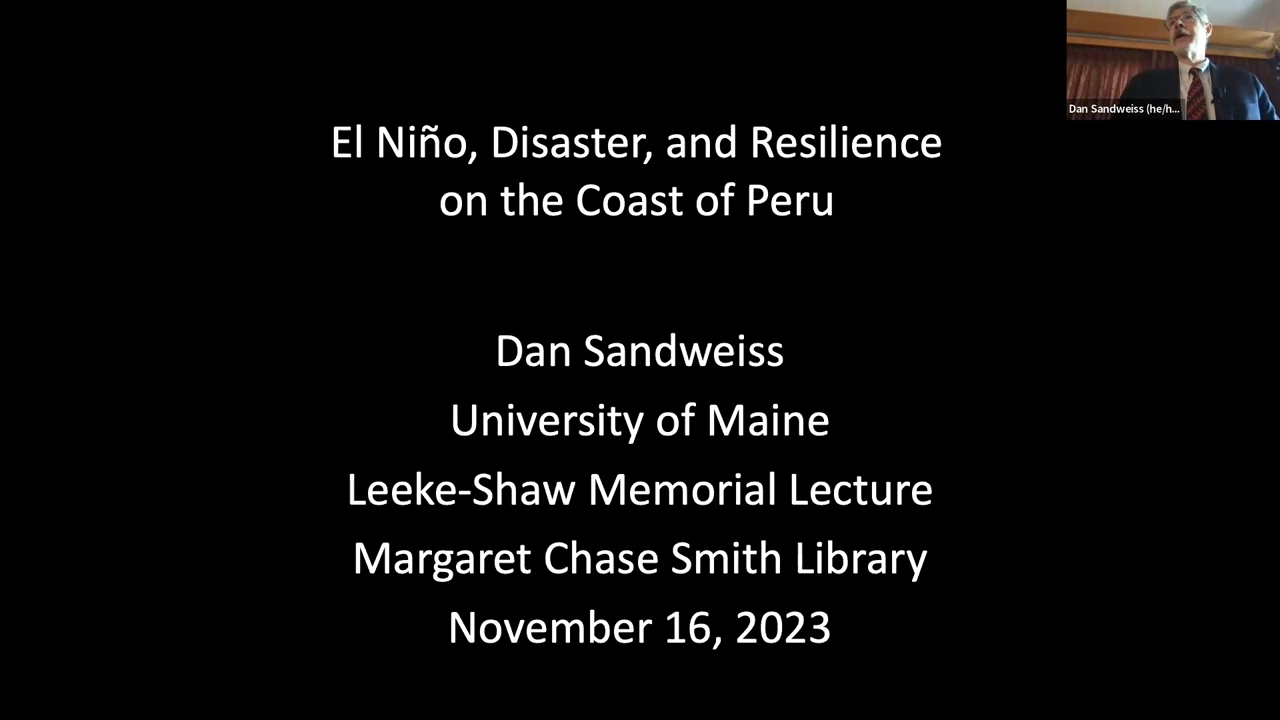 El Niño, Disaster, and Resilience
on the Coast of Peru
Dan Sandweiss (he/h...
Dan Sandweiss
University of Maine
Leeke-Shaw Memorial Lecture
Margaret Chase Smith Library
November 16, 2023